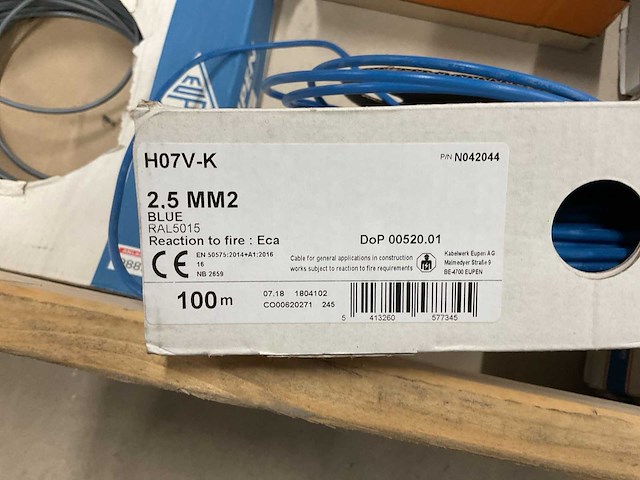 H07V-K
P/N N042044
2,5 MM2
BLUE
RAL5015
Reaction to fire : Eca
DoP 00520.01
CE
EN 50575:2014+A1:2016
16
NB 2659
Cable for general applications in construction
works subject to reaction to fire requirements
Kabelwerk Eupen AG
Malmedyer Straße 9
BE-4700 EUPEN
100 m
07.18 1804102
CO00620271 245
5 413260 577345